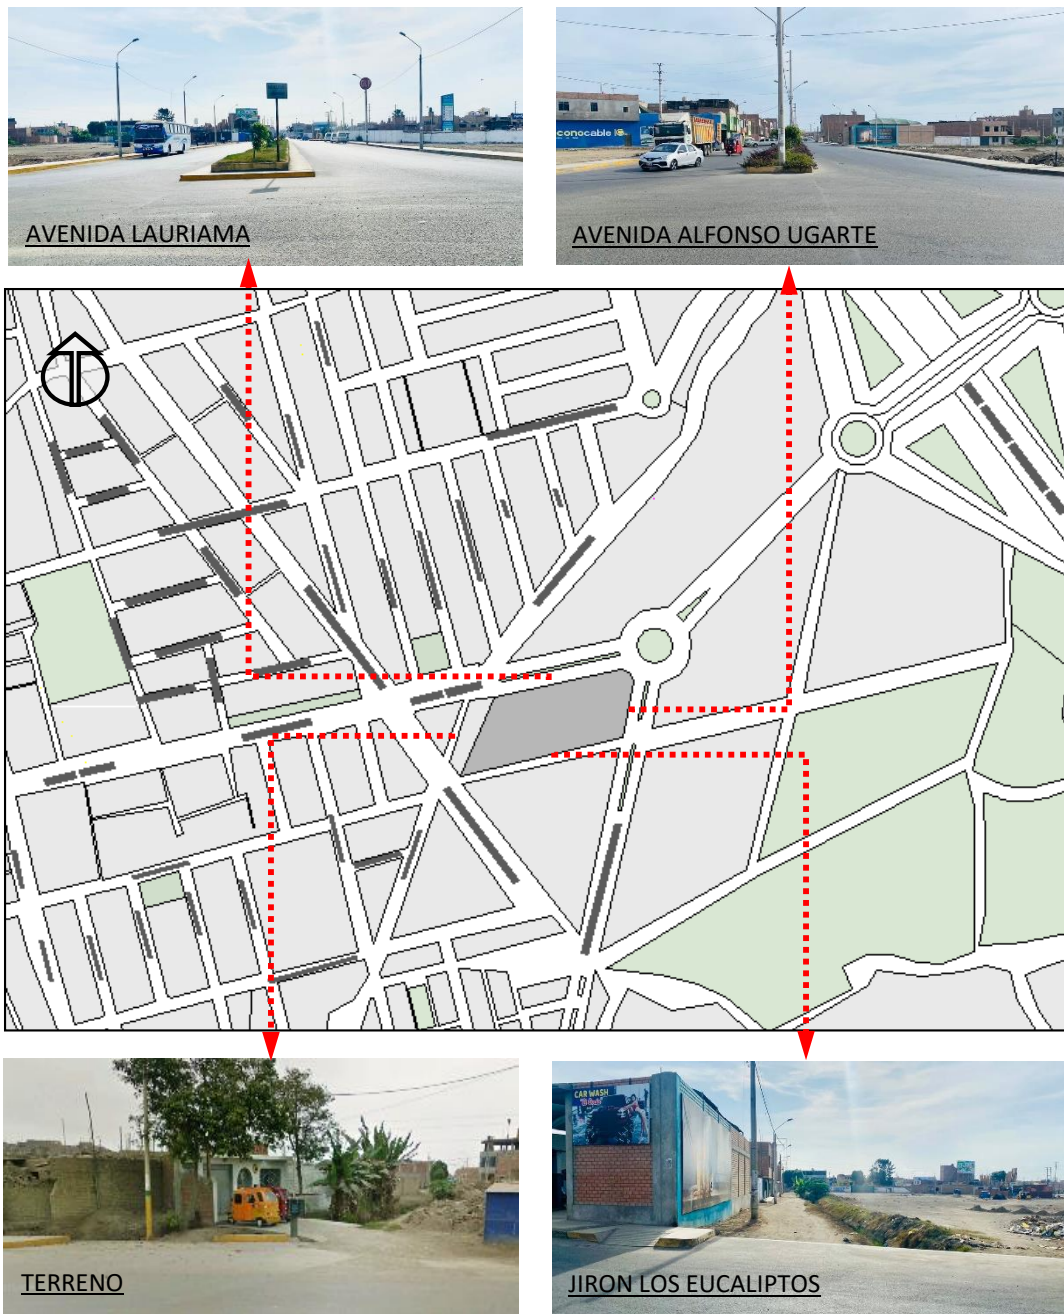 AVENIDA LAURIAMA
conocable
AVENIDA ALFONSO UGARTE
TERRENO
CAR WASH
JIRON LOS EUCALIPTOS